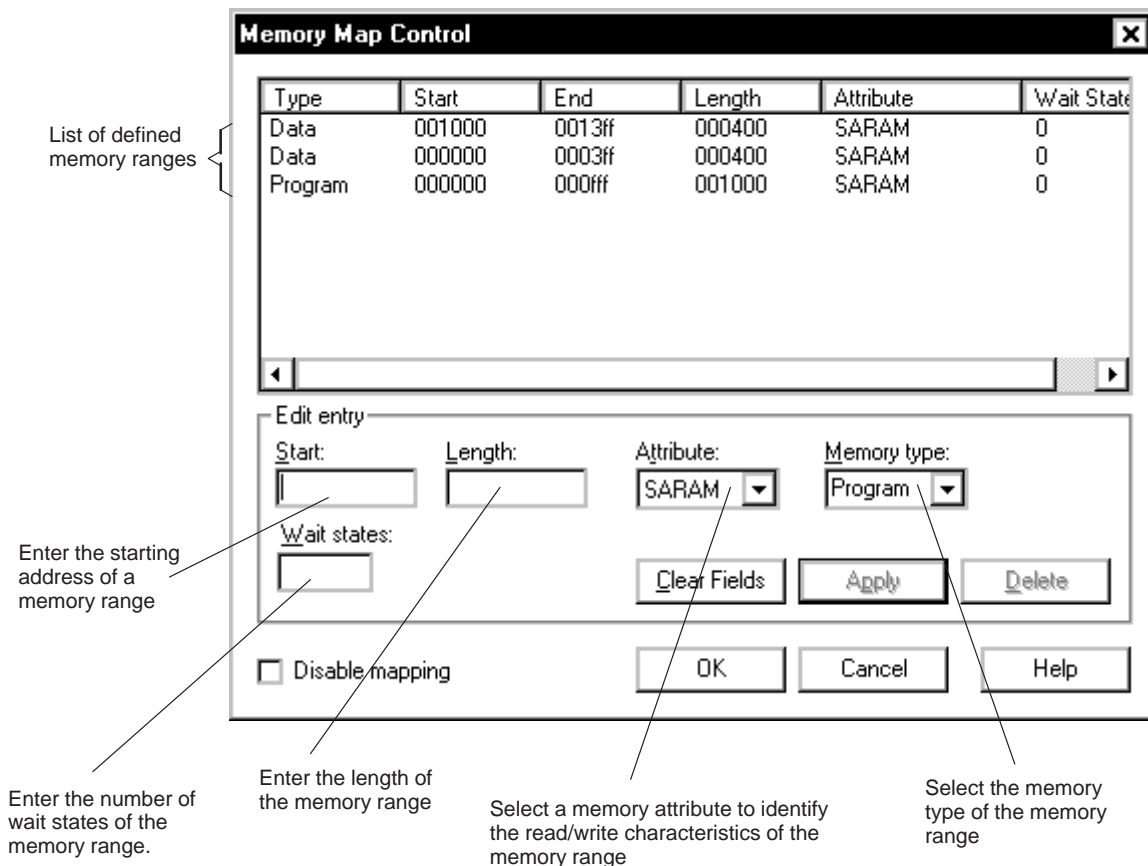 Memory Map Control
Type Start End Length Attribute Wait State
List of defined
memory ranges
Data 001000 0013ff 000400 SARAM 0
Data 000000 0003ff 000400 SARAM 0
Program 000000 000fff 001000 SARAM 0
Edit entry
Start: Length: Attribute: Memory type:
SARAM Program
Wait states:
Enter the starting
address of a
memory range
Clear Fields Apply Delete
Disable mapping OK Cancel Help
Enter the number of
wait states of the
memory range.
Enter the length of
the memory range
Select a memory attribute to identify
the read/write characteristics of the
memory range
Select the memory
type of the memory
range